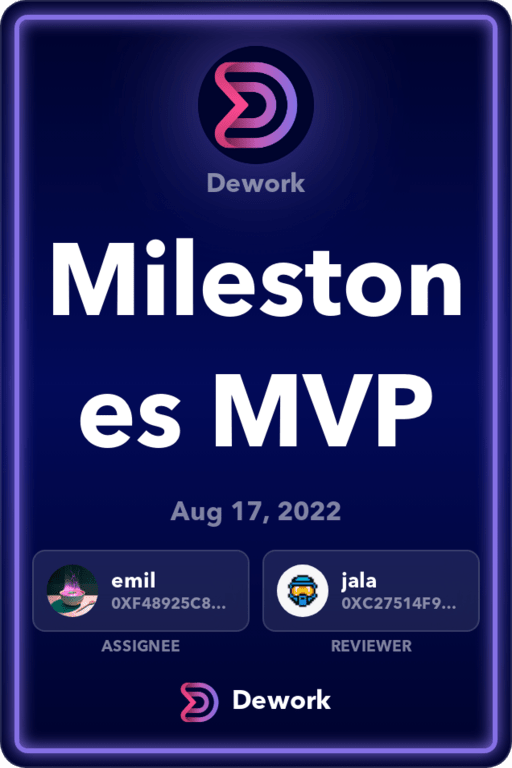 Dework
Mileston
es MVP
Aug 17, 2022
emil
0XF48925C8...
jala
0XC27514F9...
ASSIGNEE
REVIEWER
Dework